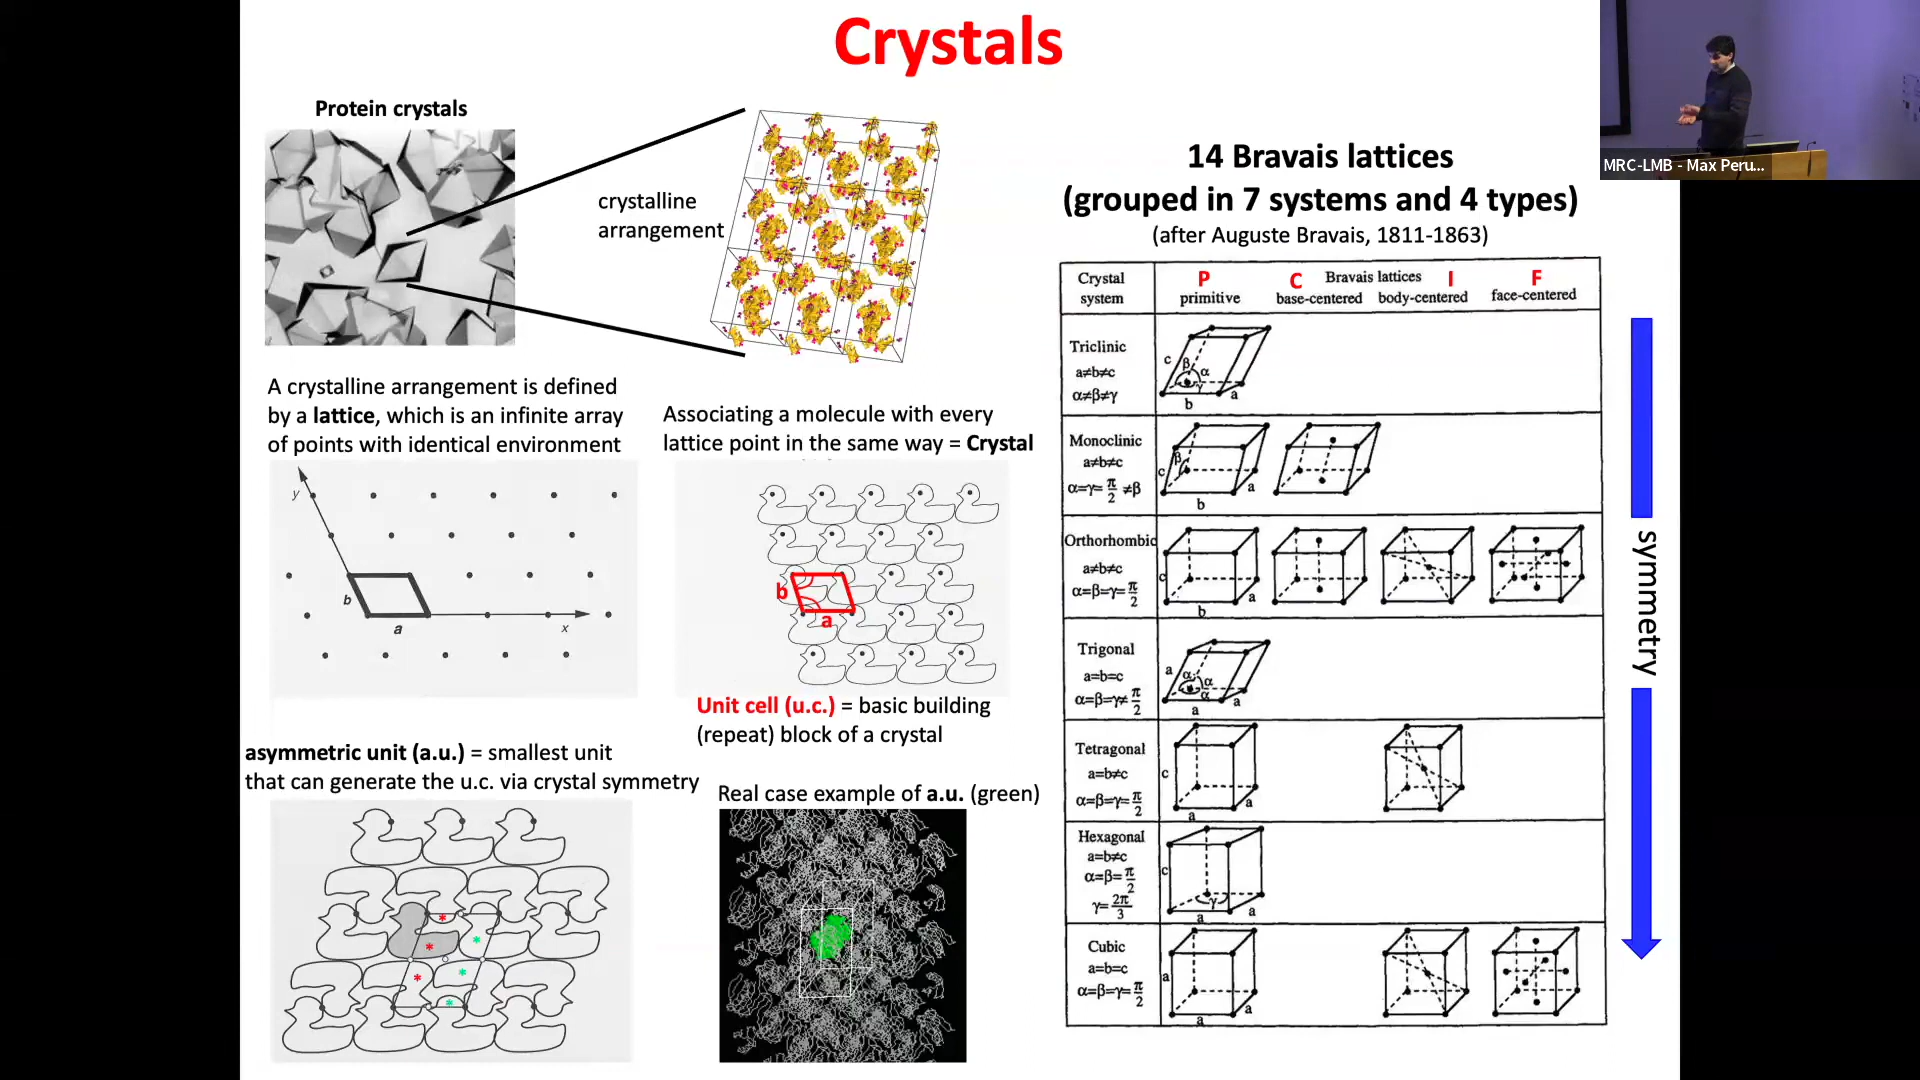 Crystals
Protein crystals
crystalline
arrangement
A crystalline arrangement is defined
by a lattice, which is an infinite array
of points with identical environment
y
b
a
x
Associating a molecule with every
lattice point in the same way = Crystal
b
a
Unit cell (u.c.) = basic building
(repeat) block of a crystal
asymmetric unit (a.u.) = smallest unit
that can generate the u.c. via crystal symmetry
* *
* *
* *
Real case example of a.u. (green)
14 Bravais lattices
(grouped in 7 systems and 4 types)
(after Auguste Bravais, 1811-1863)
Crystal P C Bravais lattices I F
system primitive base-centered body-centered face-centered
Triclinic
a≠b≠c
α≠β≠γ
c β α γ
b a
Monoclinic
a≠b≠c
α=γ= π/2 ≠β
c β a
b
Orthorhombic
a≠b≠c
α=β=γ= π/2
c a
b
Trigonal
a=b=c
α=β=γ≠ π/2
a α α α
a a
Tetragonal
a=b≠c
α=β=γ= π/2
c a
a
Hexagonal
a=b≠c
α=β= π/2
γ= 2π/3
c γ
a a
Cubic
a=b=c
α=β=γ= π/2
a a
a
symmetry
MRC-LMB - Max Peru...